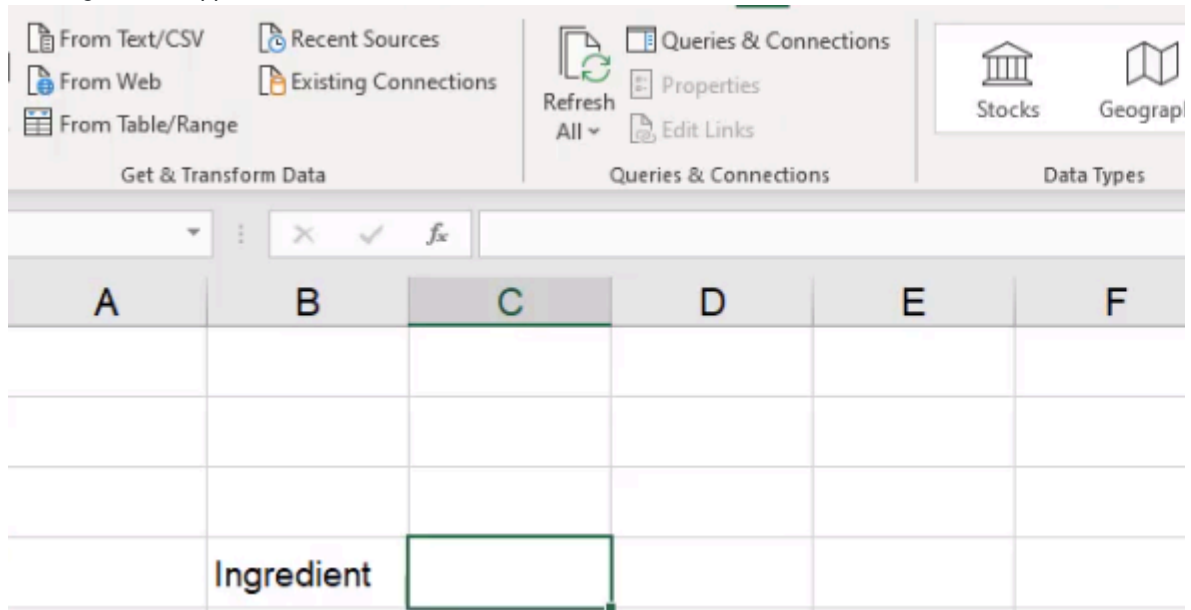 From Text/CSV
Recent Sources
Queries & Connections
From Web
Existing Connections
Refresh All
Properties
Stocks
From Table/Range
Edit Links
Get & Transform Data
Queries & Connections
Data Types
fx
A B C D E F
Ingredient